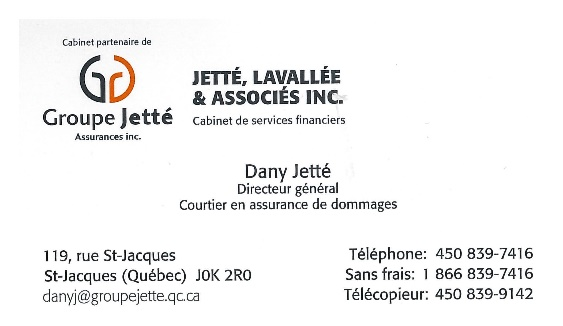 Cabinet partenaire de
Groupe Jetté
Assurances inc.
JETTÉ, LAVALLÉE
& ASSOCIÉS INC.
Cabinet de services financiers
Dany Jetté
Directeur général
Courtier en assurance de dommages
119, rue St-Jacques
St-Jacques (Québec) J0K 2R0
danyj@groupejette.qc.ca
Téléphone: 450 839-7416
Sans frais: 1 866 839-7416
Télécopieur: 450 839-9142